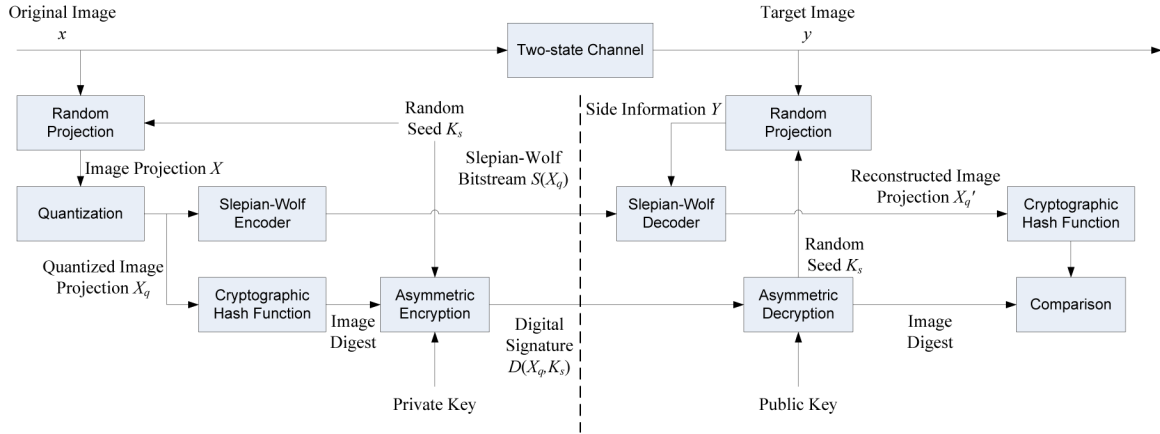 Original Image
x
Target Image
y
Two-state Channel
Random
Projection
Random
Seed Ks
Side Information Y
Random
Projection
Image Projection X
Slepian-Wolf
Bitstream S(Xq)
Reconstructed Image
Projection Xq'
Quantization
Slepian-Wolf
Encoder
Slepian-Wolf
Decoder
Cryptographic
Hash Function
Quantized Image
Projection Xq
Random
Seed Ks
Cryptographic
Hash Function
Image
Digest
Asymmetric
Encryption
Digital
Signature
D(Xq,Ks)
Asymmetric
Decryption
Image
Digest
Comparison
Private Key
Public Key